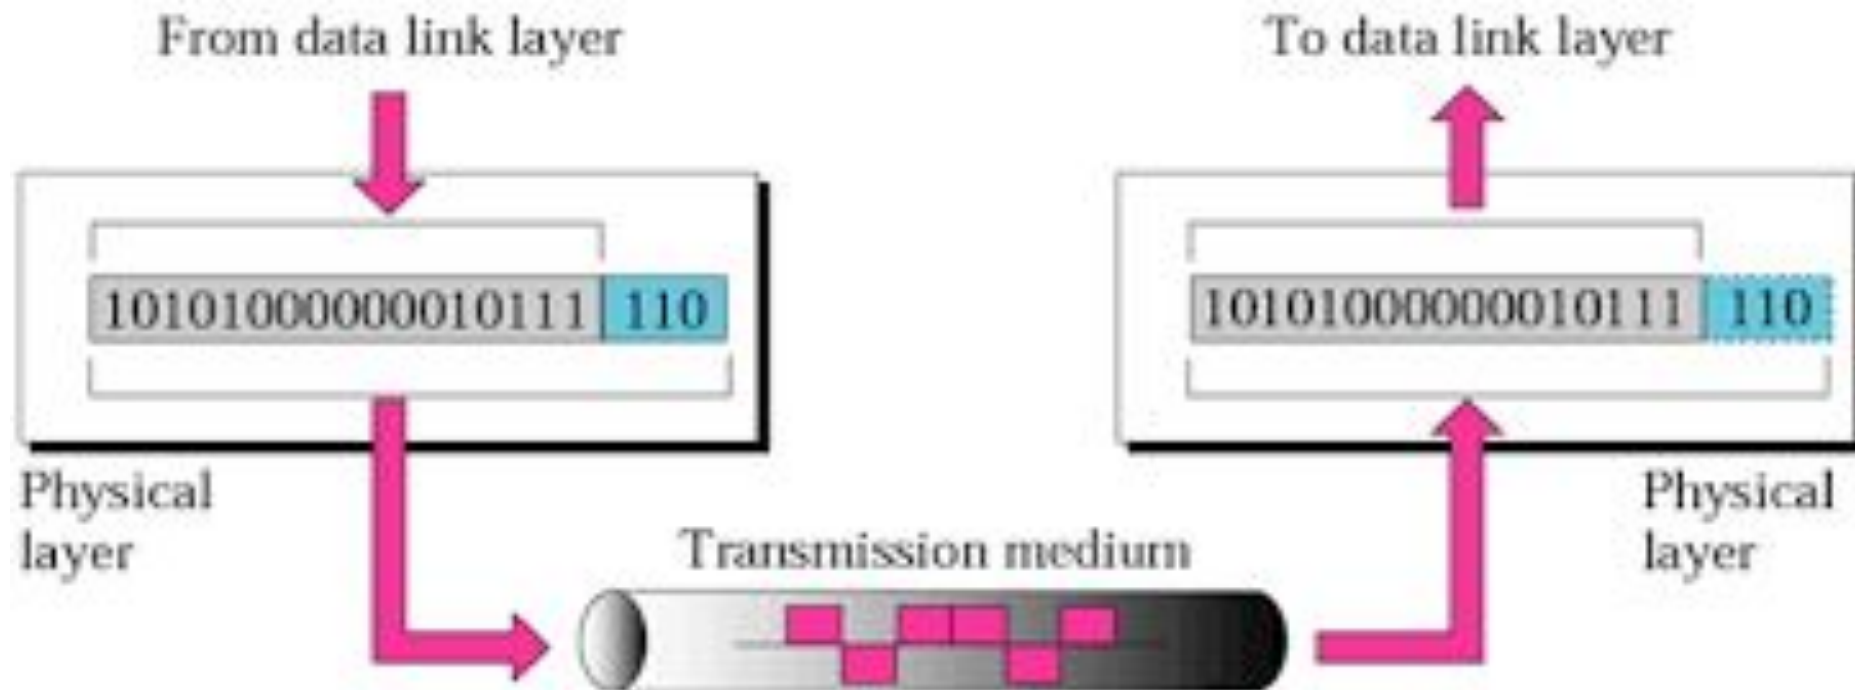 From data link layer
To data link layer
10101000000010111 110
10101000000010111 110
Physical
layer
Physical
layer
Transmission medium